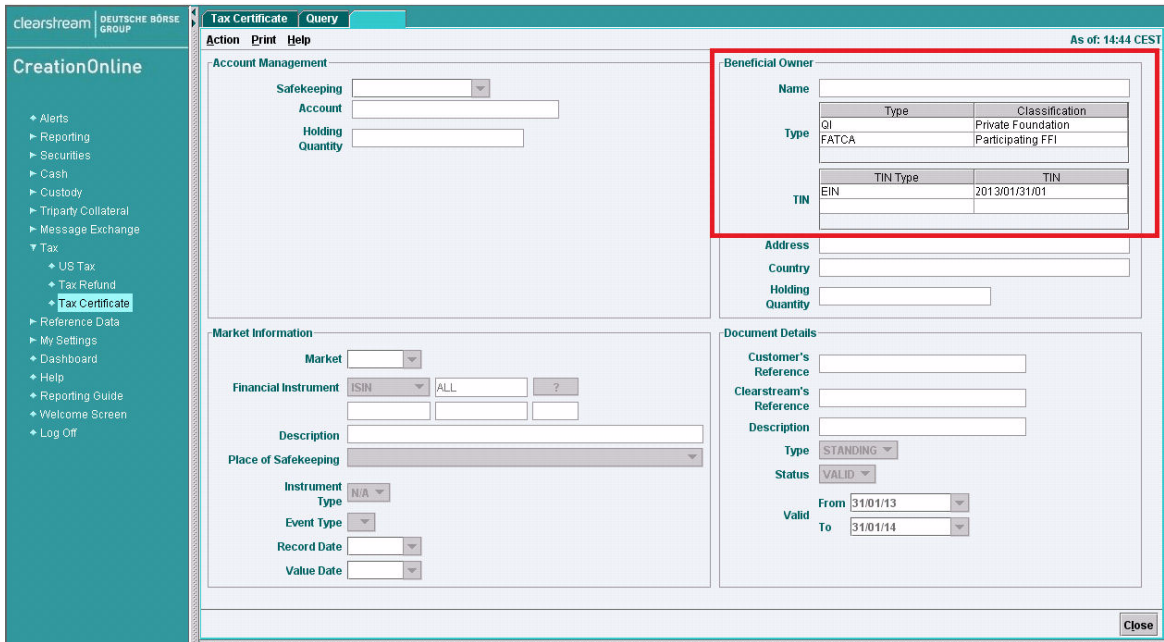 clearstream DEUTSCHE BÖRSE GROUP
CreationOnline
Alerts
Reporting
Securities
Cash
Custody
Triparty Collateral
Message Exchange
Tax
US Tax
Tax Refund
Tax Certificate
Reference Data
My Settings
Dashboard
Help
Reporting Guide
Welcome Screen
Log Off
Tax Certificate Query
Action Print Help As of: 14:44 CEST
Account Management
Safekeeping
Account
Holding
Quantity
Beneficial Owner
Name
Type
Type Classification
QI Private Foundation
FATCA Participating FFI
TIN
TIN Type TIN
EIN 2013/01/31/01
Address
Country
Holding
Quantity
Market Information
Market
Financial Instrument ISIN ALL ?
Description
Place of Safekeeping
Instrument
Type N/A
Event Type
Record Date
Value Date
Document Details
Customer's
Reference
Clearstream's
Reference
Description
Type STANDING
Status VALID
Valid
From 31/01/13
To 31/01/14
Close